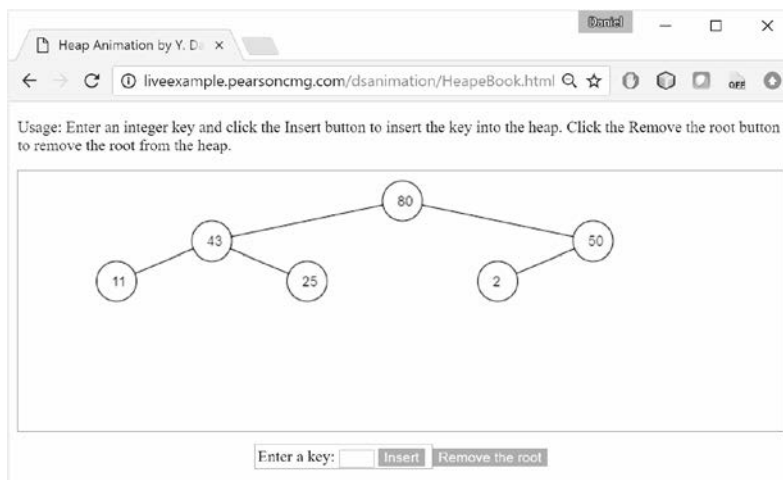 Daniel
Heap Animation by Y. D
liveexample.pearsoncmg.com/dsanimation/HeapeBook.html
OFF
Usage: Enter an integer key and click the Insert button to insert the key into the heap. Click the Remove the root button
to remove the root from the heap.
80
43 50
11 25 2
Enter a key: Insert Remove the root